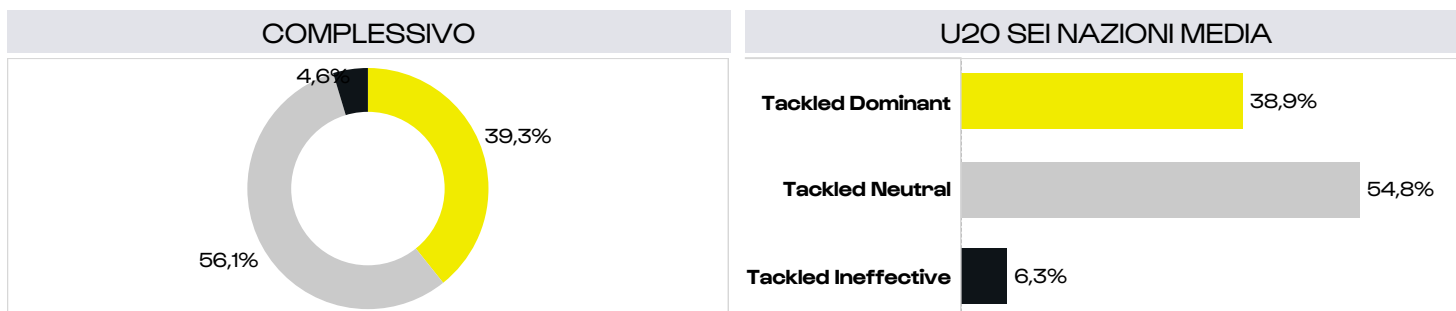 COMPLESSIVO
4,6%
39,3%
56,1%
U20 SEI NAZIONI MEDIA
Tackled Dominant 38,9%
Tackled Neutral 54,8%
Tackled Ineffective 6,3%